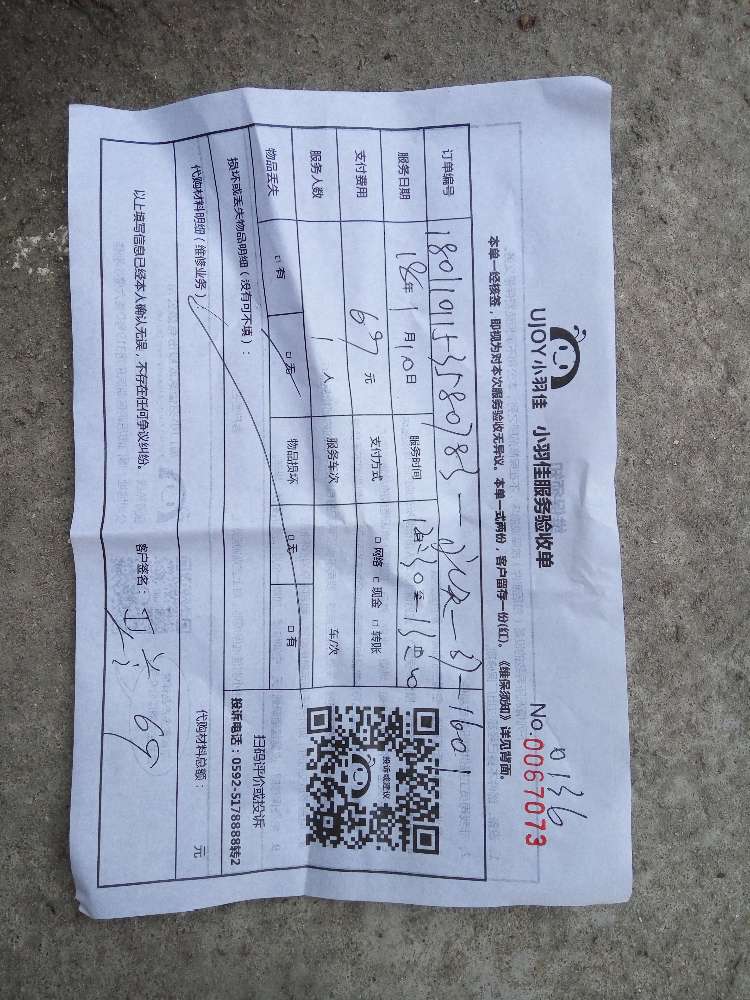 UJOY小羽佳 小羽佳服务验收单
0136
No.0067073
本单一经核签，即视为对本次服务验收无异议。本单一式两份，客户留存一份(红)。《维保须知》详见背面。
订单编号
服务日期 18年 1月10日 服务时间
支付费用 69元 支付方式 □网络 □现金 □转账
服务人数 1 人 服务车次 车/次
物品丢失 □有 □无 物品损坏 □无 □有
投诉或建议
扫码评价或投诉
损坏或丢失物品明细（没有可不填）：
投诉电话：0592-5178888转2
代购材料明细（维修业务）
代购材料总额： 元
以上填写信息已经本人确认无误，不存在任何争议纠纷。
客户签名： 69